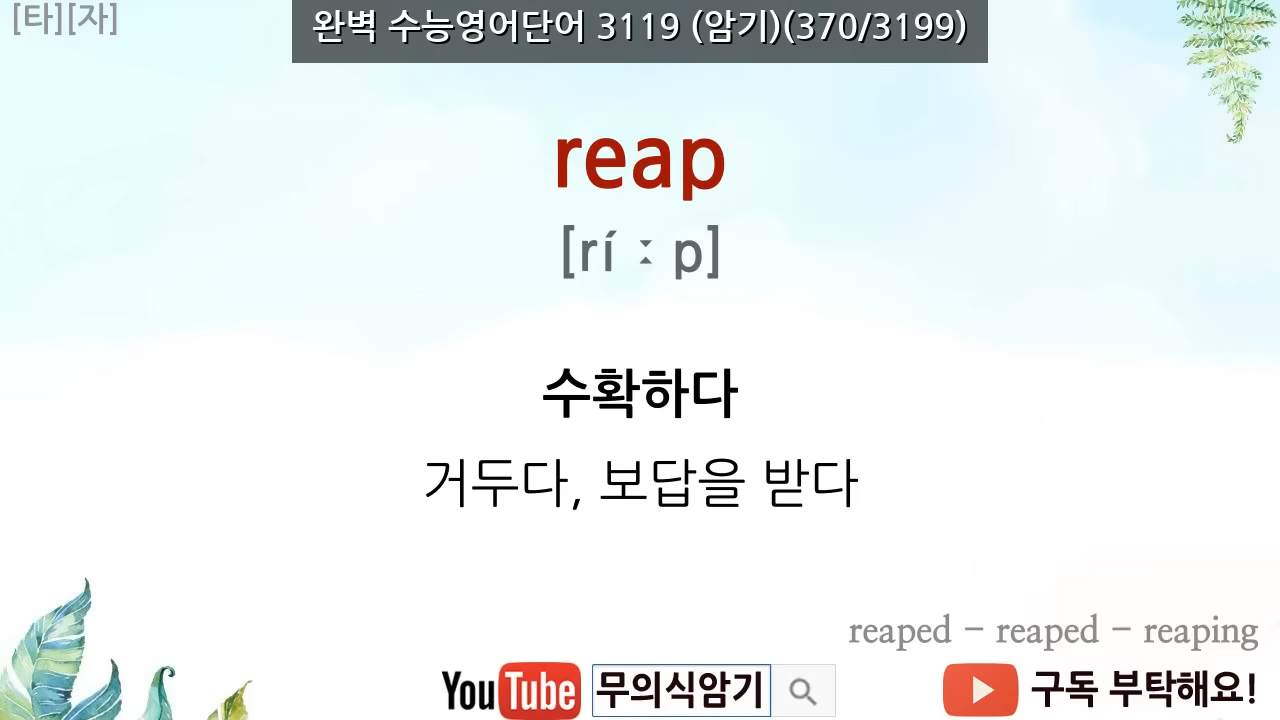 [타][자]
완벽 수능영어단어 3119 (암기)(370/3199)
reap
[ríːp]
수확하다
거두다, 보답을 받다
reaped - reaped - reaping
YouTube 무의식암기
구독 부탁해요!